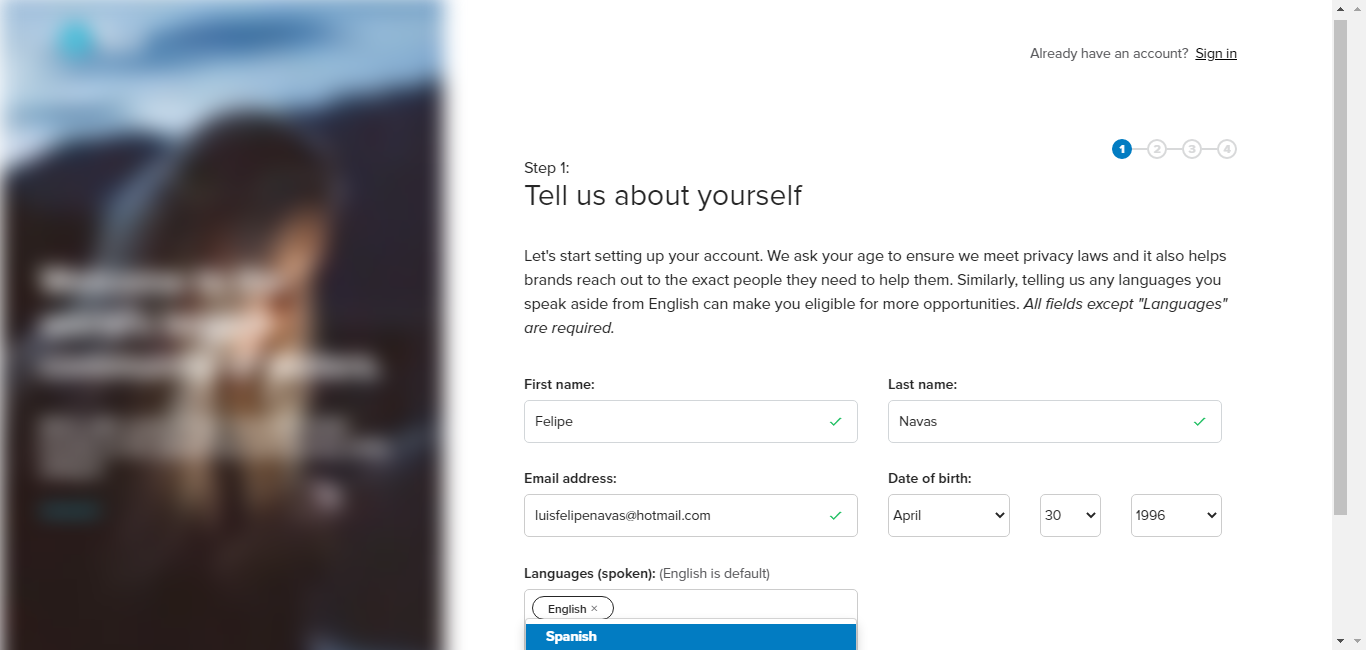 Already have an account? Sign in
1 2 3 4
Step 1:
Tell us about yourself
Let's start setting up your account. We ask your age to ensure we meet privacy laws and it also helps
brands reach out to the exact people they need to help them. Similarly, telling us any languages you
speak aside from English can make you eligible for more opportunities. All fields except "Languages"
are required.
First name:
Last name:
Felipe
Navas
Email address:
Date of birth:
luisfelipenavas@hotmail.com
April
30
1996
Languages (spoken): (English is default)
English ×
Spanish